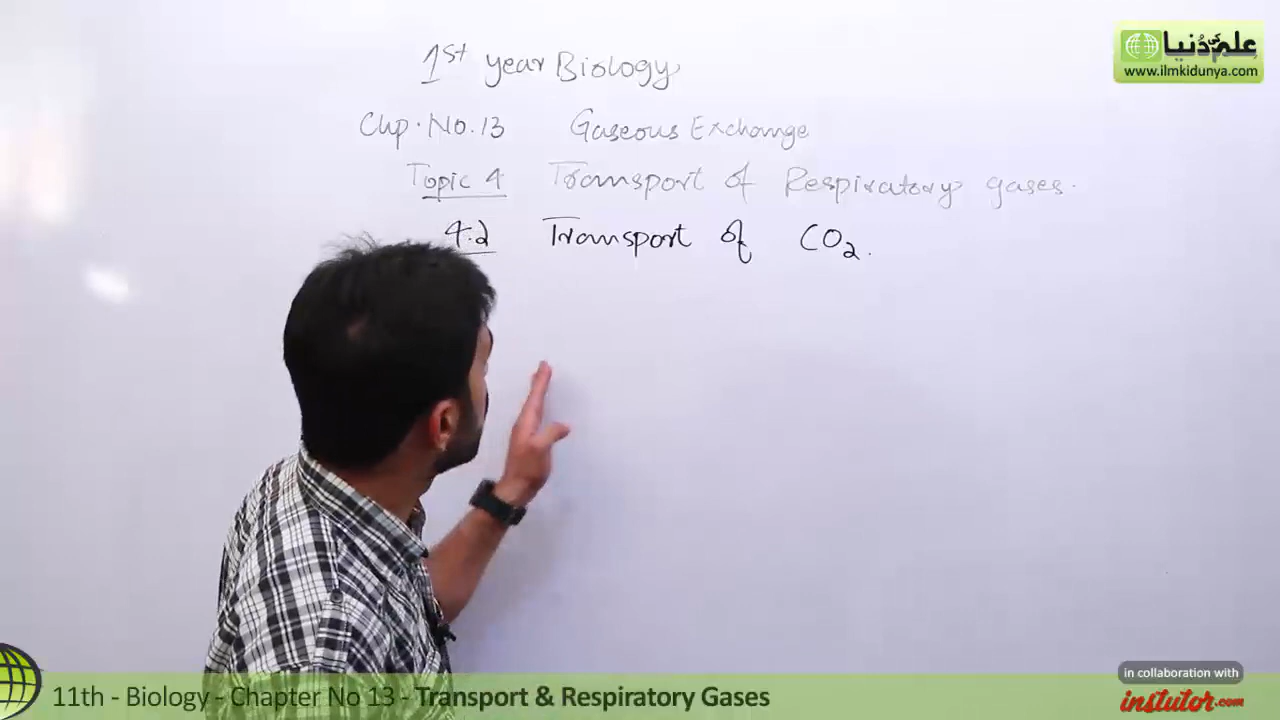 1st year Biology
Chp. No. 13 Gaseous Exchange
Topic 4 Transport of Respiratory gases.
4.2 Transport of CO2.
علم کی دُنیا
www.ilmkidunya.com
11th - Biology - Chapter No 13 - Transport & Respiratory Gases
in collaboration with
instutor.com